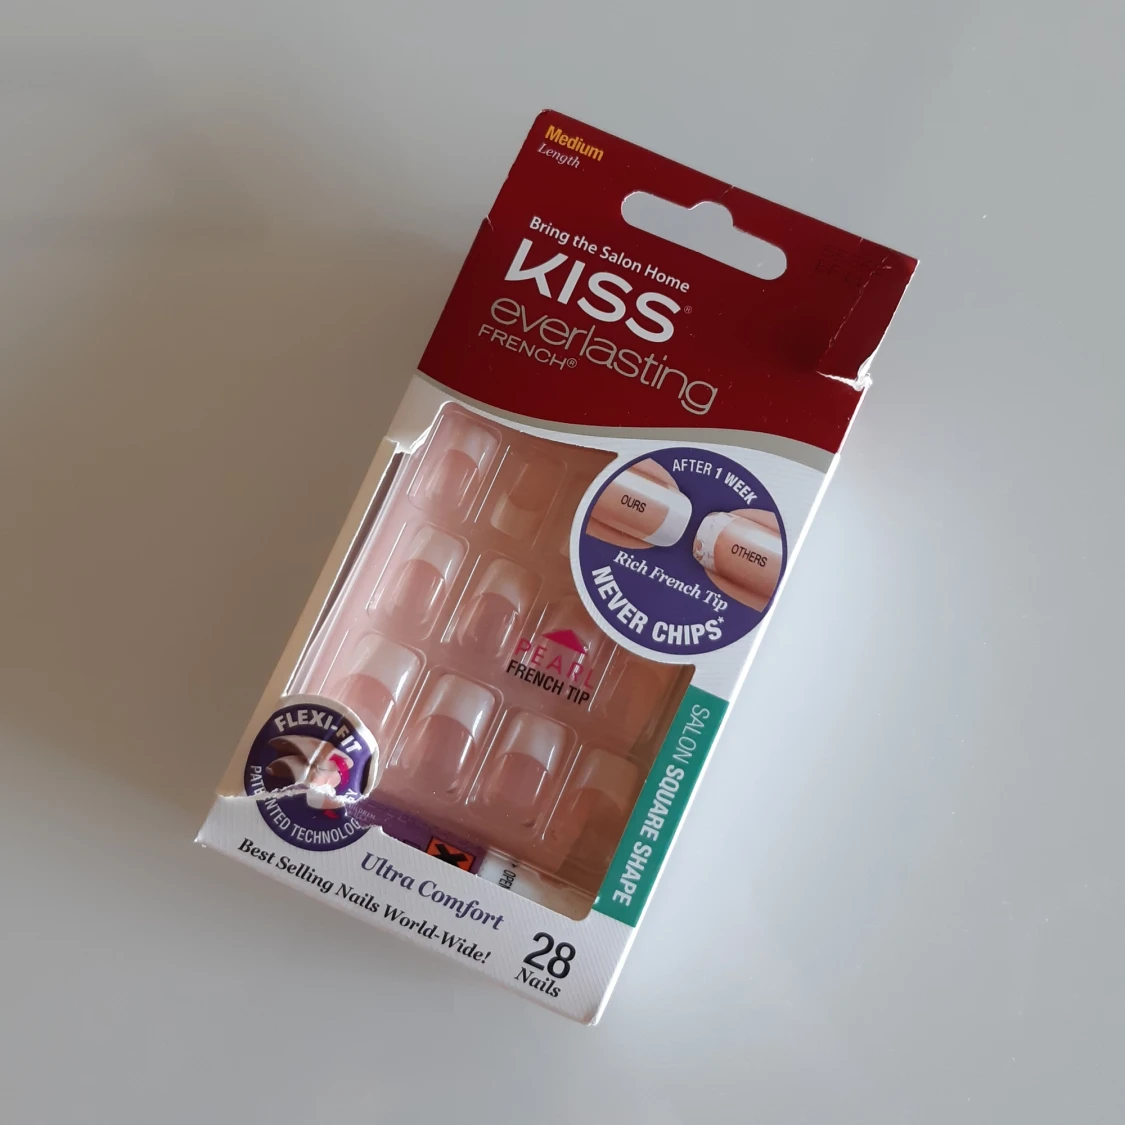 Medium
Length
Bring the Salon Home
KISS®
everlasting
FRENCH®
AFTER 1 WEEK
OURS
OTHERS
Rich French Tip
NEVER CHIPS*
PEARL
FRENCH TIP
SALON SQUARE SHAPE
FLEXI-FIT
OPEN
Ultra Comfort
Best Selling Nails World-Wide!
28
Nails